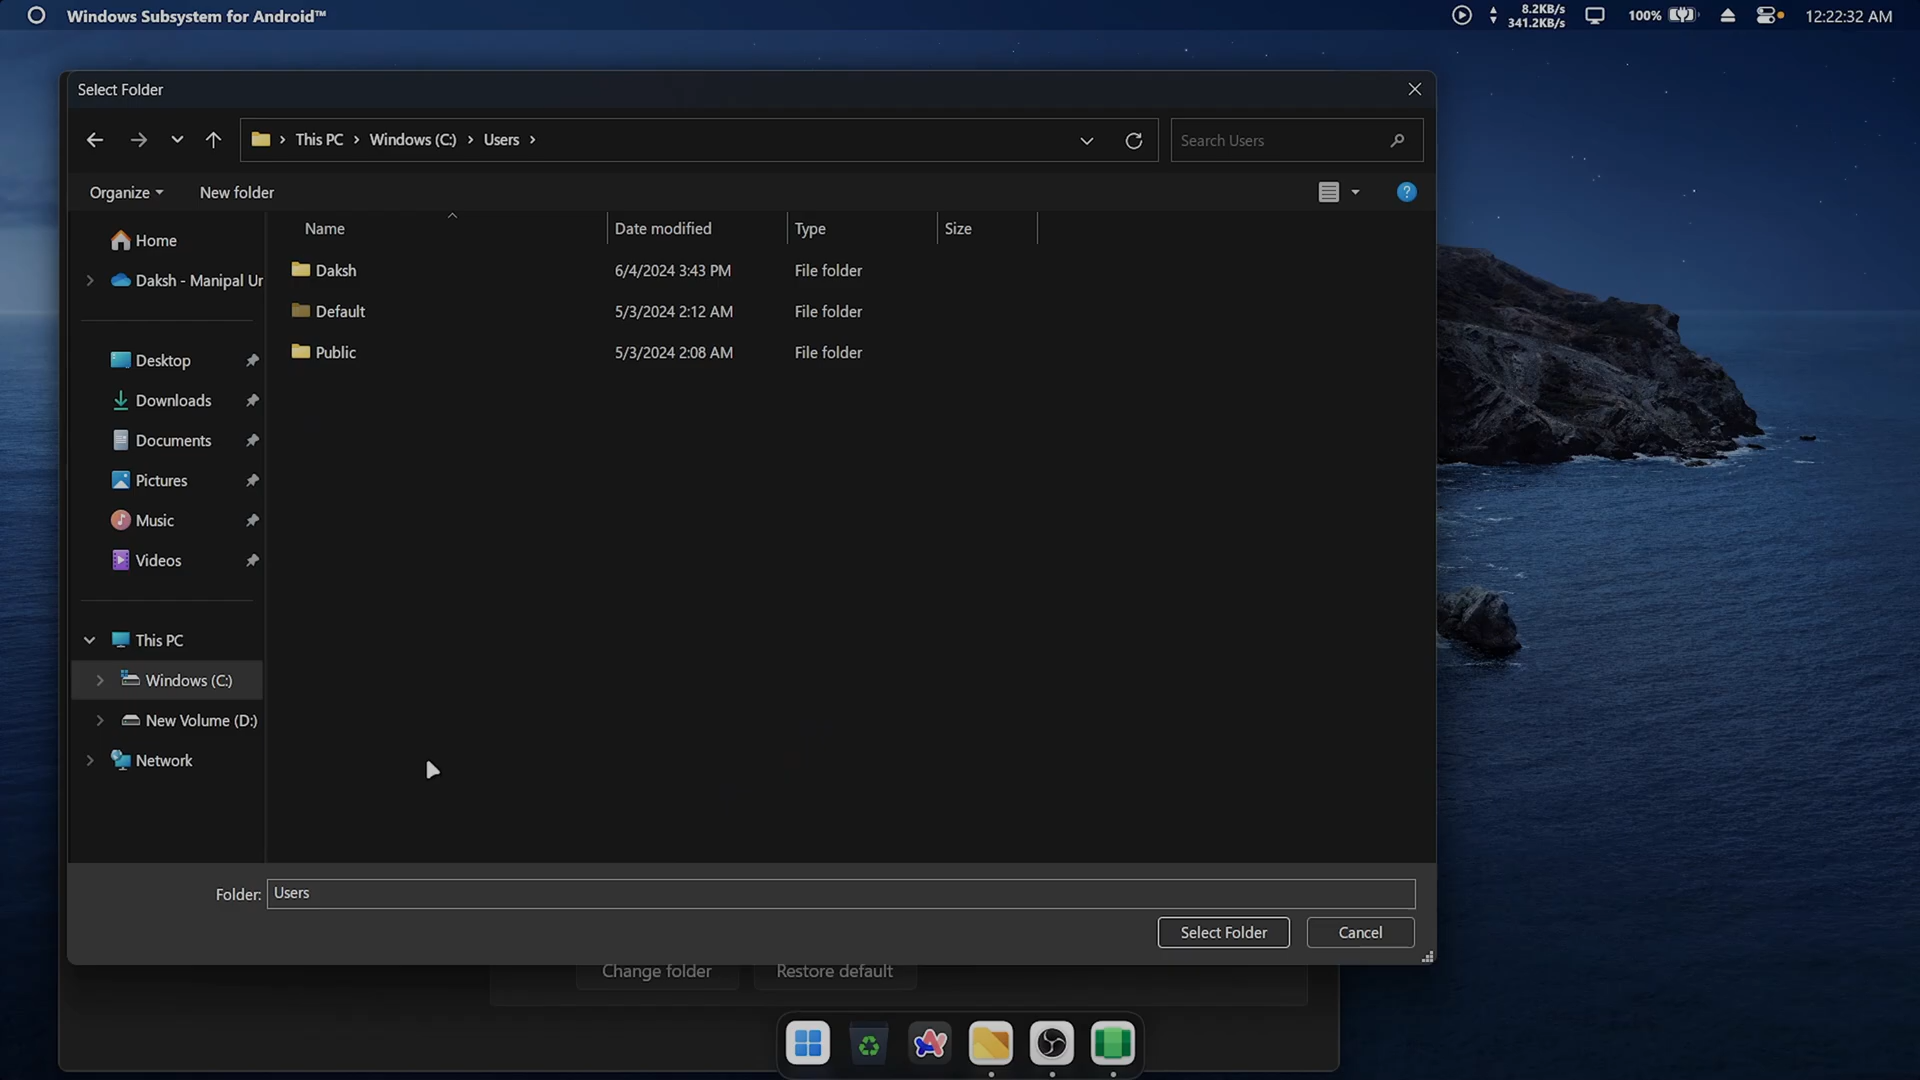 Windows Subsystem for Android™
8.2KB/s
341.2KB/s
100%
12:22:32 AM
Select Folder
This PC > Windows (C:) > Users >
Search Users
Organize
New folder
Name
Date modified
Type
Size
Home
Daksh - Manipal Ur
Desktop
Downloads
Documents
Pictures
Music
Videos
This PC
Windows (C:)
New Volume (D:)
Network
Daksh 6/4/2024 3:43 PM File folder
Default 5/3/2024 2:12 AM File folder
Public 5/3/2024 2:08 AM File folder
Folder: Users
Select Folder
Cancel
Change folder
Restore default